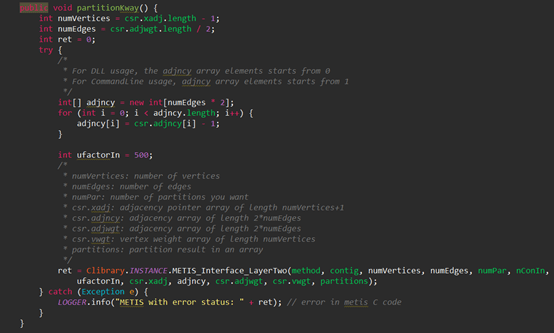 public void partitionKway() {
int numVertices = csr.xadj.length - 1;
int numEdges = csr.adjwgt.length / 2;
int ret = 0;
try {
/*
* For DLL usage, the adjncy array elements starts from 0
* For CommandLine usage, adjncy array elements starts from 1
*/
int[] adjncy = new int[numEdges * 2];
for (int i = 0; i < adjncy.length; i++) {
adjncy[i] = csr.adjncy[i] - 1;
}
int ufactorIn = 500;
/*
* numVertices: number of vertices
* numEdges: number of edges
* numPar: number of partitions you want
* csr.xadj: adjacency pointer array of length numVertices+1
* csr.adjncy: adjacency array of length 2*numEdges
* csr.adjwgt: adjacency array of length 2*numEdges
* csr.vwgt: vertex weight array of length numVertices
* partitions: partition result in an array
*/
ret = Clibrary.INSTANCE.METIS_Interface_LayerTwo(method, contig, numVertices, numEdges, numPar, nConIn,
ufactorIn, csr.xadj, adjncy, csr.adjwgt, csr.vwgt, partitions);
} catch (Exception e) {
LOGGER.info("METIS with error status: " + ret); // error in metis C code
}
}